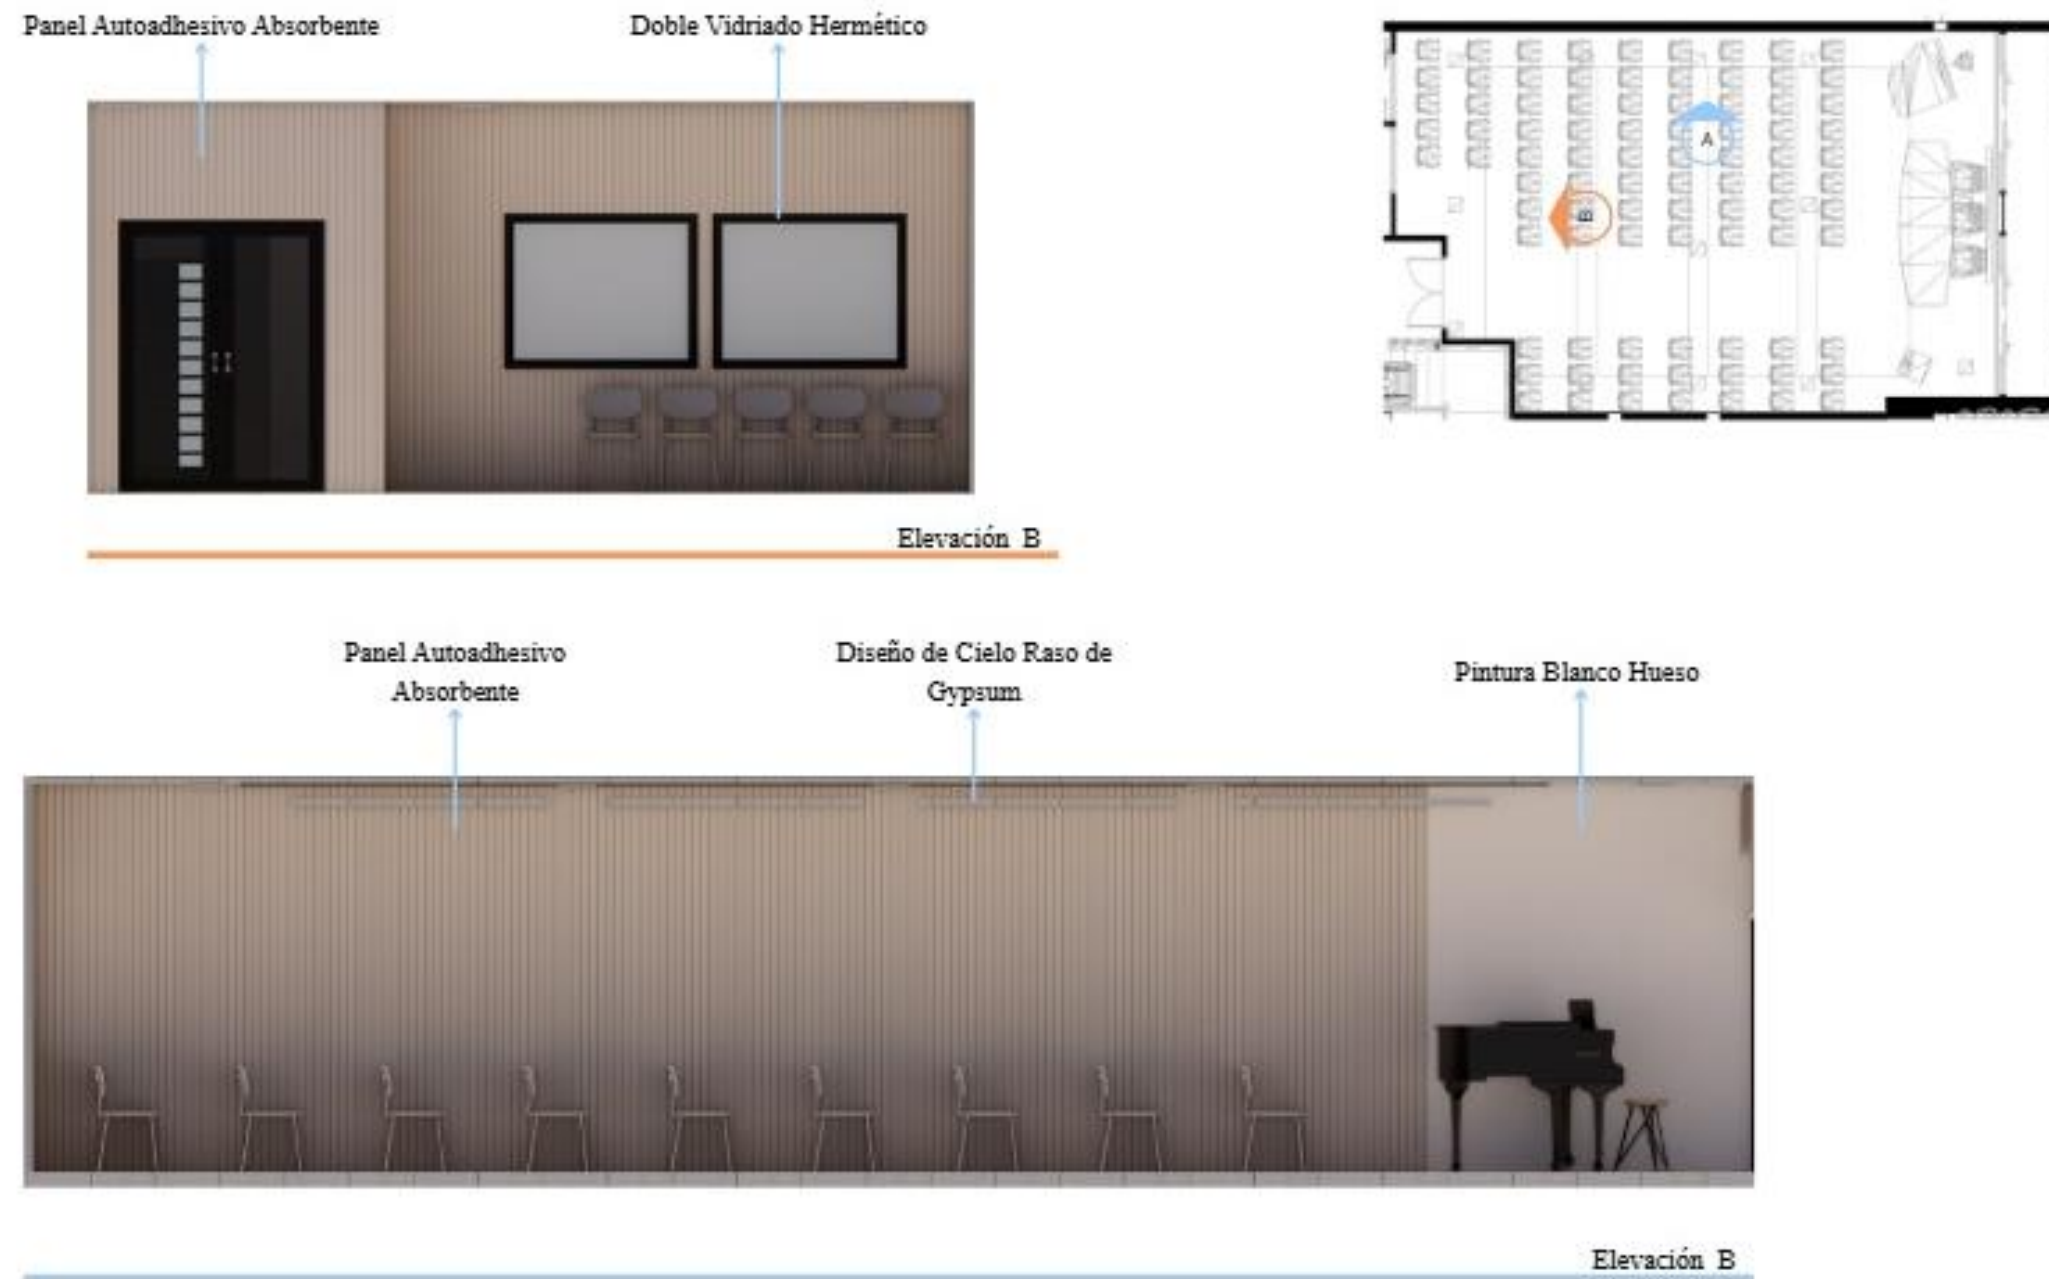 Panel Autoadhesivo Absorbente
Doble Vidriado Hermético
A
B
Elevación B
Panel Autoadhesivo
Absorbente
Diseño de Cielo Raso de
Gypsum
Pintura Blanco Hueso
Elevación B